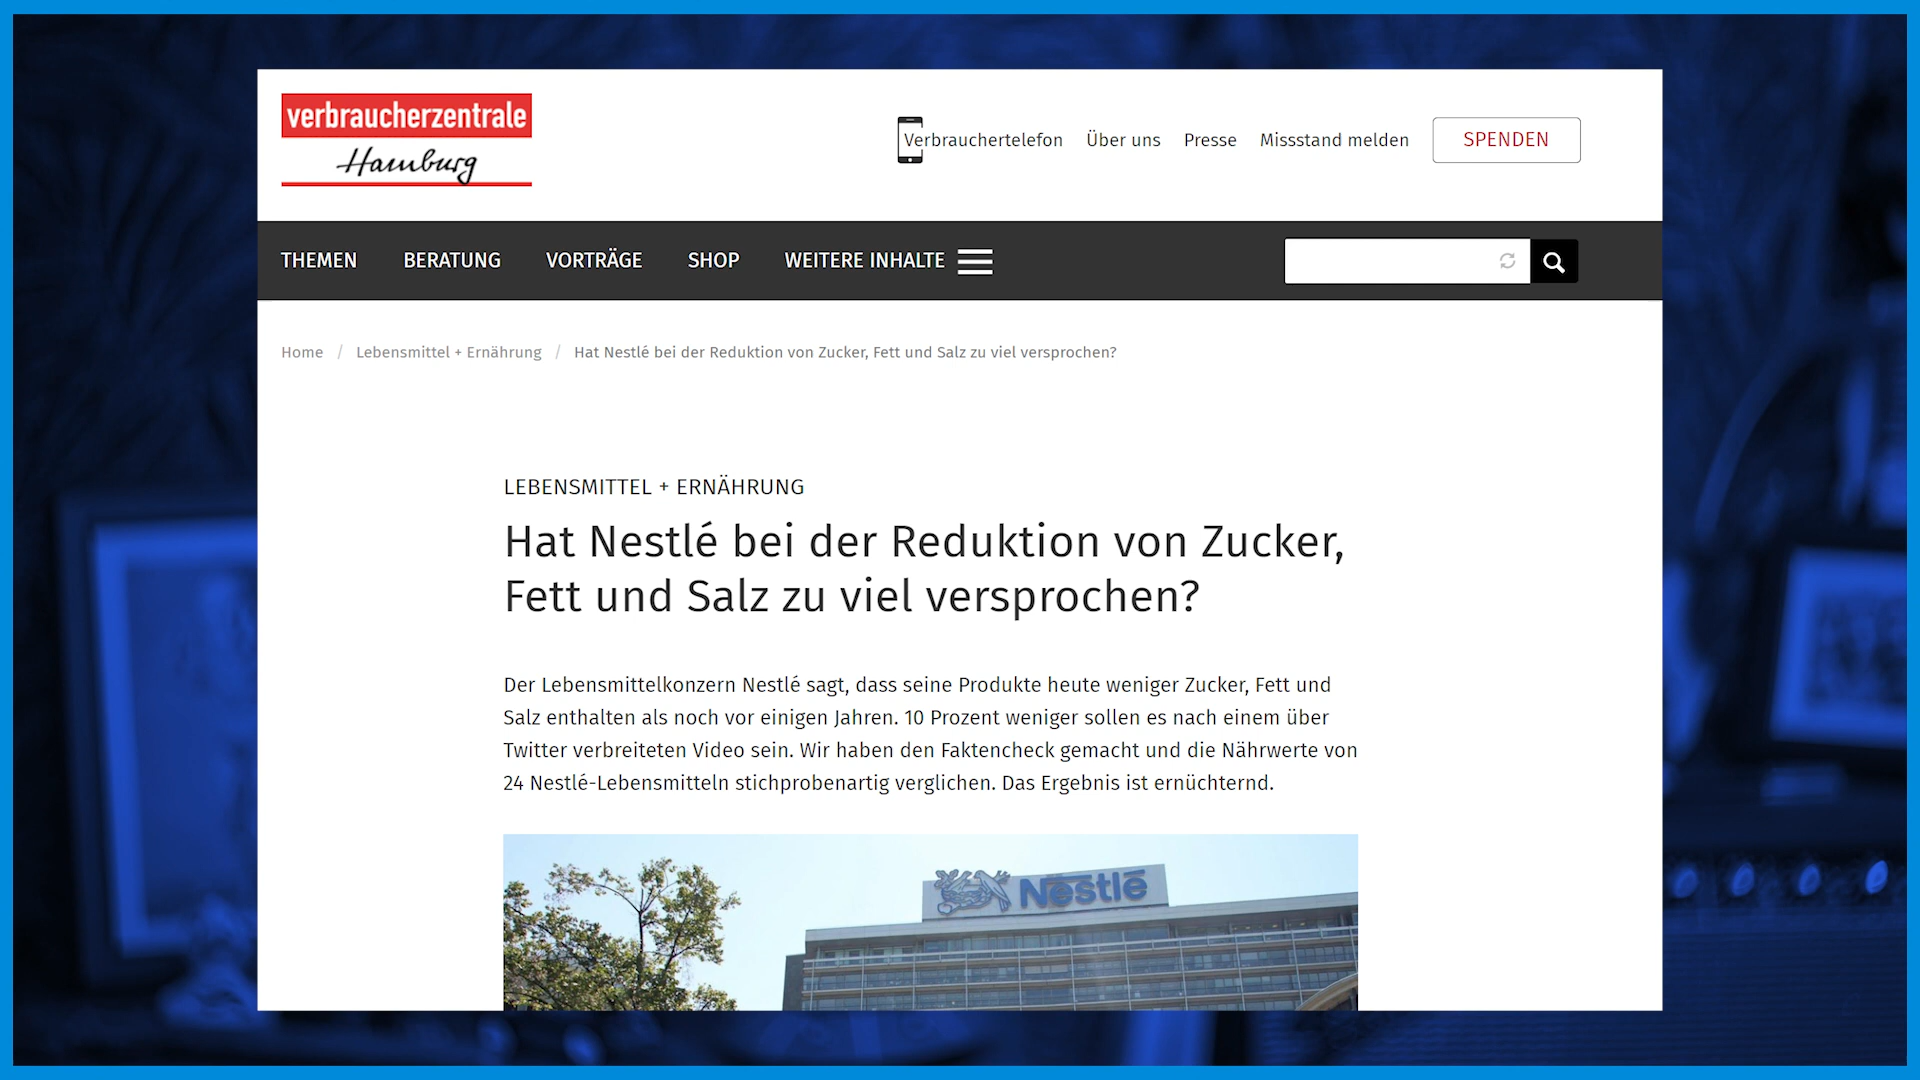 verbraucherzentrale
Hamburg
Verbrauchertelefon Über uns Presse Missstand melden SPENDEN
THEMEN BERATUNG VORTRÄGE SHOP WEITERE INHALTE
Home / Lebensmittel + Ernährung / Hat Nestlé bei der Reduktion von Zucker, Fett und Salz zu viel versprochen?
LEBENSMITTEL + ERNÄHRUNG
Hat Nestlé bei der Reduktion von Zucker,
Fett und Salz zu viel versprochen?
Der Lebensmittelkonzern Nestlé sagt, dass seine Produkte heute weniger Zucker, Fett und
Salz enthalten als noch vor einigen Jahren. 10 Prozent weniger sollen es nach einem über
Twitter verbreiteten Video sein. Wir haben den Faktencheck gemacht und die Nährwerte von
24 Nestlé-Lebensmitteln stichprobenartig verglichen. Das Ergebnis ist ernüchternd.
Nestlé